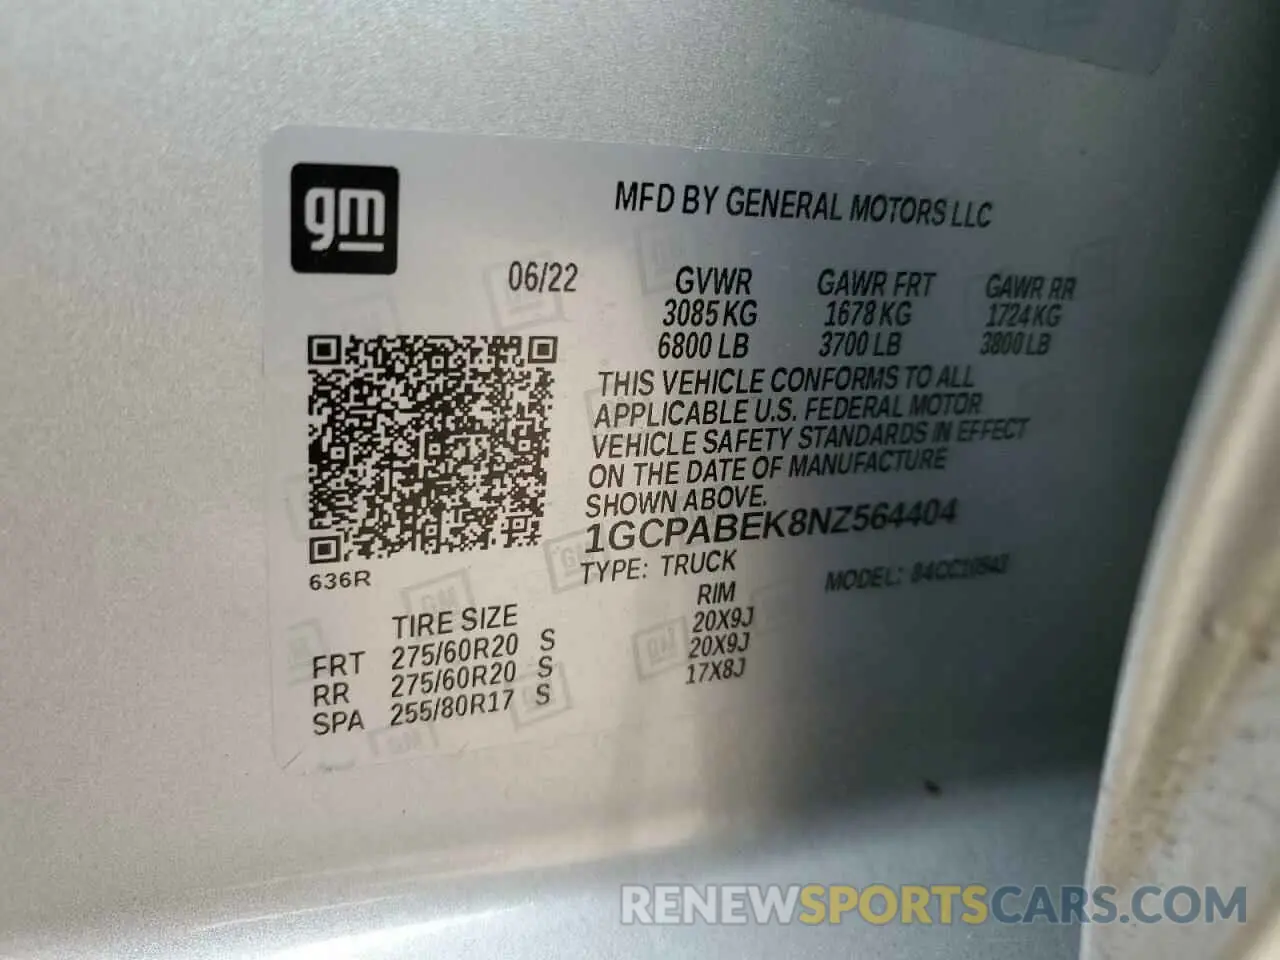 gm
MFD BY GENERAL MOTORS LLC
06/22
GVWR GAWR FRT GAWR RR
3085 KG 1678 KG 1724 KG
6800 LB 3700 LB 3800 LB
THIS VEHICLE CONFORMS TO ALL
APPLICABLE U.S. FEDERAL MOTOR
VEHICLE SAFETY STANDARDS IN EFFECT
ON THE DATE OF MANUFACTURE
SHOWN ABOVE.
1GCPABEK8NZ564404
TYPE: TRUCK MODEL:
636R
TIRE SIZE RIM
FRT 275/60R20 S 20X9J
RR 275/60R20 S 20X9J
SPA 255/80R17 S 17X8J
RENEWSPORTSCARS.COM